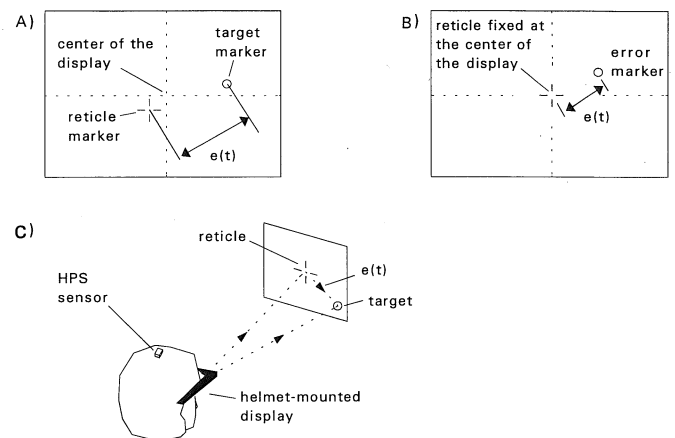 A)
center of the
display
target
marker
reticle
marker
e(t)
B)
reticle fixed at
the center of
the display
error
marker
e(t)
C)
reticle
e(t)
target
HPS
sensor
helmet-mounted
display